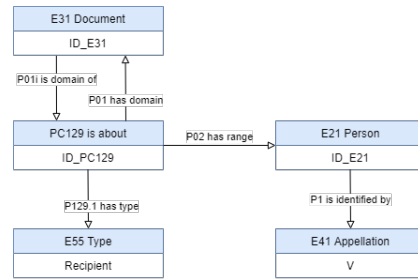 E31 Document
ID_E31
P01i is domain of
P01 has domain
PC129 is about
ID_PC129
P02 has range
E21 Person
ID_E21
P129.1 has type
P1 is identified by
E55 Type
Recipient
E41 Appellation
V